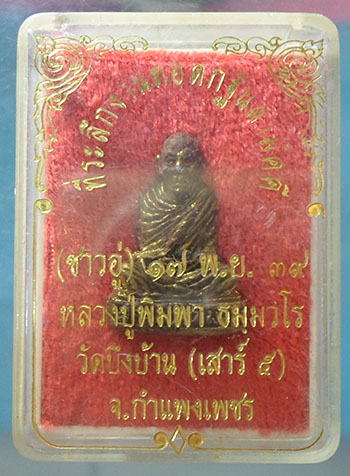 ที่ระลึกงานทอดกฐินสามัคคี
(ชาวอู่) ๑๗ พ.ย. ๓๙
หลวงปู่พิมพา ธมฺมวโร
วัดบึงบ้าน (เสาร์ ๕)
จ.กำแพงเพชร